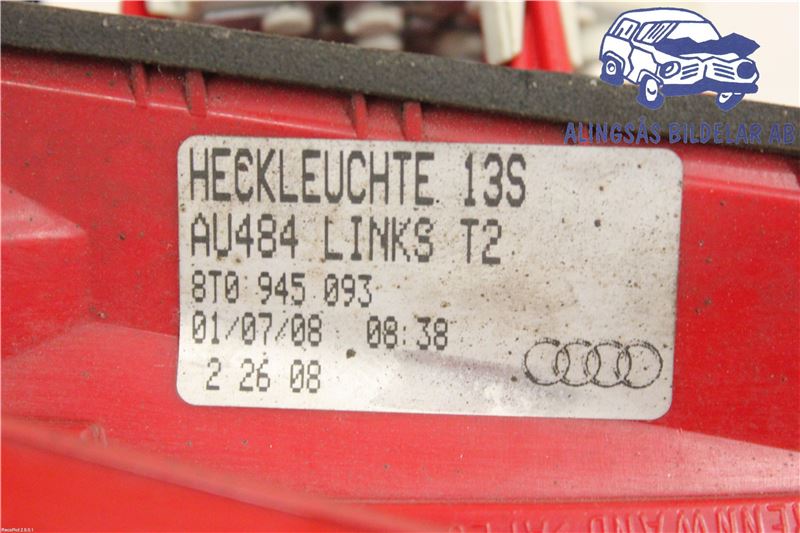 ALINGSÅS BILDELAR AB
HECKLEUCHTE 13S
AU484 LINKS T2
8T0 945 093
01/07/08 08:38
2 26 08